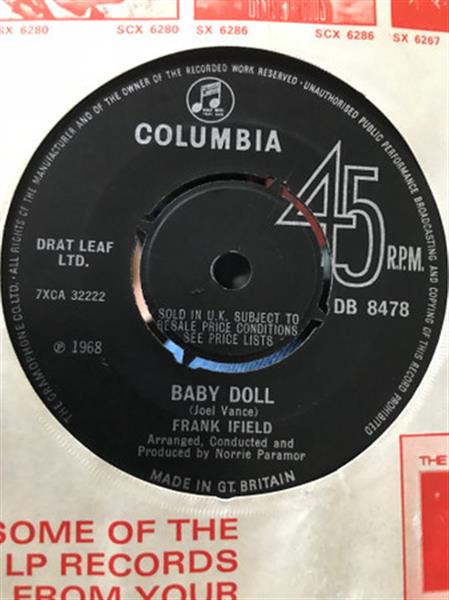 SX 6280
SCX 6280
SCX 6286
SX 6286
SX 6267
THE GRAMOPHONE CO. LTD. · ALL RIGHTS OF THE MANUFACTURER AND OF THE OWNER OF THE RECORDED WORK RESERVED · UNAUTHORISED PUBLIC PERFORMANCE BROADCASTING AND COPYING OF THIS RECORD PROHIBITED
COLUMBIA
45
R.P.M.
DRAT LEAF
LTD.
7XCA 32222
DB 8478
SOLD IN U.K. SUBJECT TO
RESALE PRICE CONDITIONS
SEE PRICE LISTS
℗ 1968
BABY DOLL
(Joel Vance)
FRANK IFIELD
Arranged, Conducted and
Produced by Norrie Paramor
MADE IN GT. BRITAIN
THE
SOME OF THE
LP RECORDS
FROM YOUR